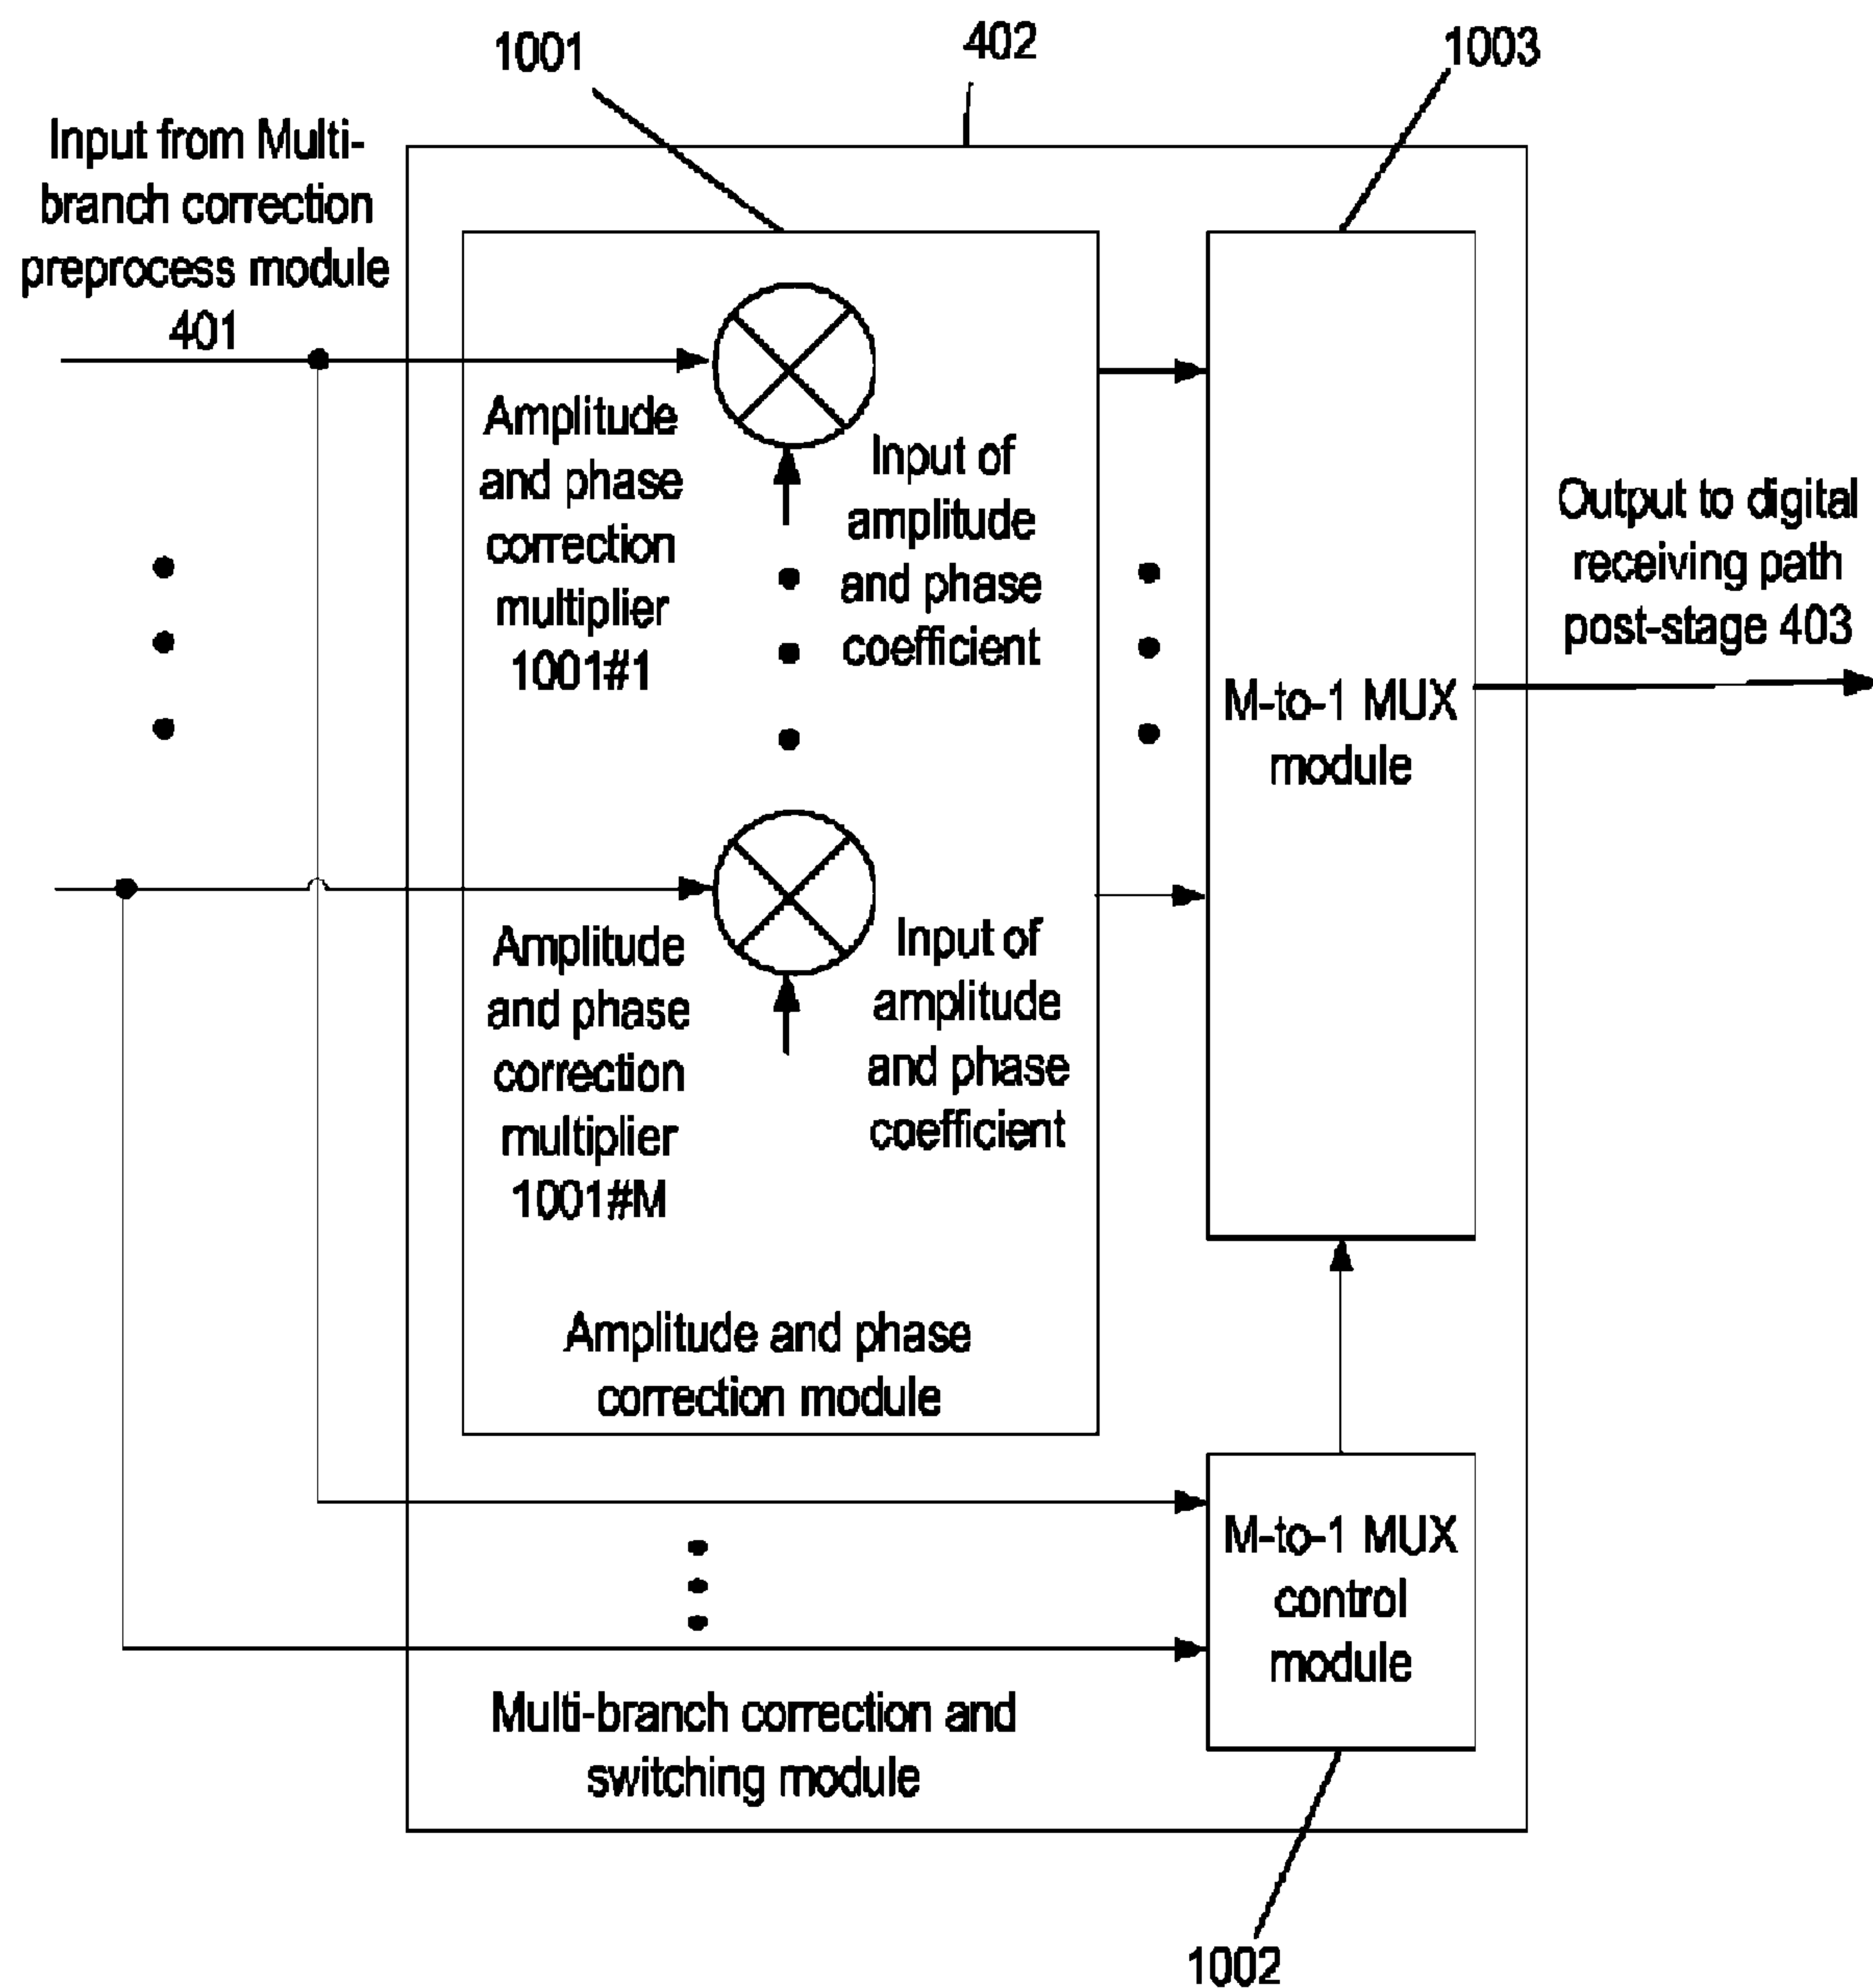 1001
402
1003
Input from Multi-
branch correction
preprocess module
401
Amplitude
and phase
correction
multiplier
1001#1
Input of
amplitude
and phase
coefficient
Output to digital
receiving path
post-stage 403
M-to-1 MUX
module
Amplitude
and phase
correction
multiplier
1001#M
Input of
amplitude
and phase
coefficient
Amplitude and phase
correction module
M-to-1 MUX
control
module
Multi-branch correction and
switching module
1002